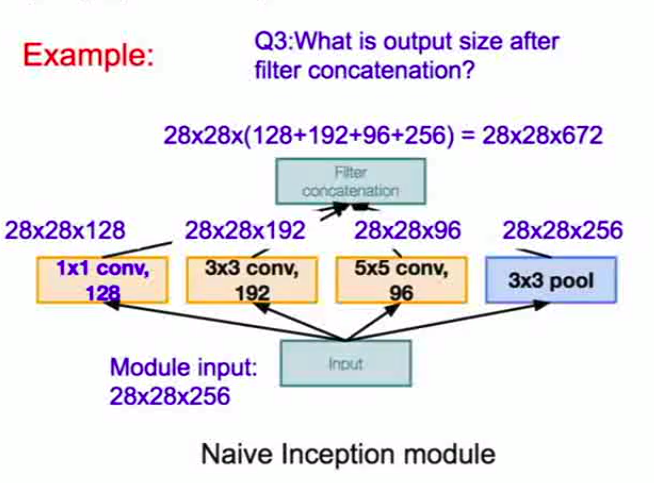 Example:
Q3:What is output size after
filter concatenation?
28x28x(128+192+96+256) = 28x28x672
Filter
concatenation
28x28x128
28x28x192
28x28x96
28x28x256
1x1 conv,
128
3x3 conv,
192
5x5 conv,
96
3x3 pool
Module input:
28x28x256
Input
Naive Inception module